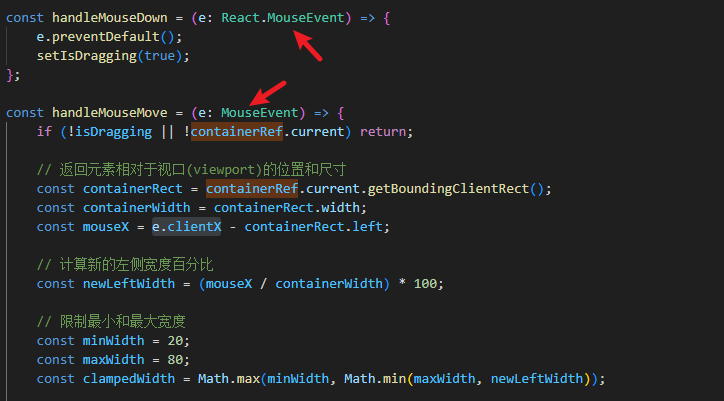 const handleMouseDown = (e: React.MouseEvent) => {
    e.preventDefault();
    setIsDragging(true);
};
const handleMouseMove = (e: MouseEvent) => {
    if (!isDragging || !containerRef.current) return;
    // 返回元素相对于视口(viewport)的位置和尺寸
    const containerRect = containerRef.current.getBoundingClientRect();
    const containerWidth = containerRect.width;
    const mouseX = e.clientX - containerRect.left;
    // 计算新的左侧宽度百分比
    const newLeftWidth = (mouseX / containerWidth) * 100;
    // 限制最小和最大宽度
    const minWidth = 20;
    const maxWidth = 80;
    const clampedWidth = Math.max(minWidth, Math.min(maxWidth, newLeftWidth));